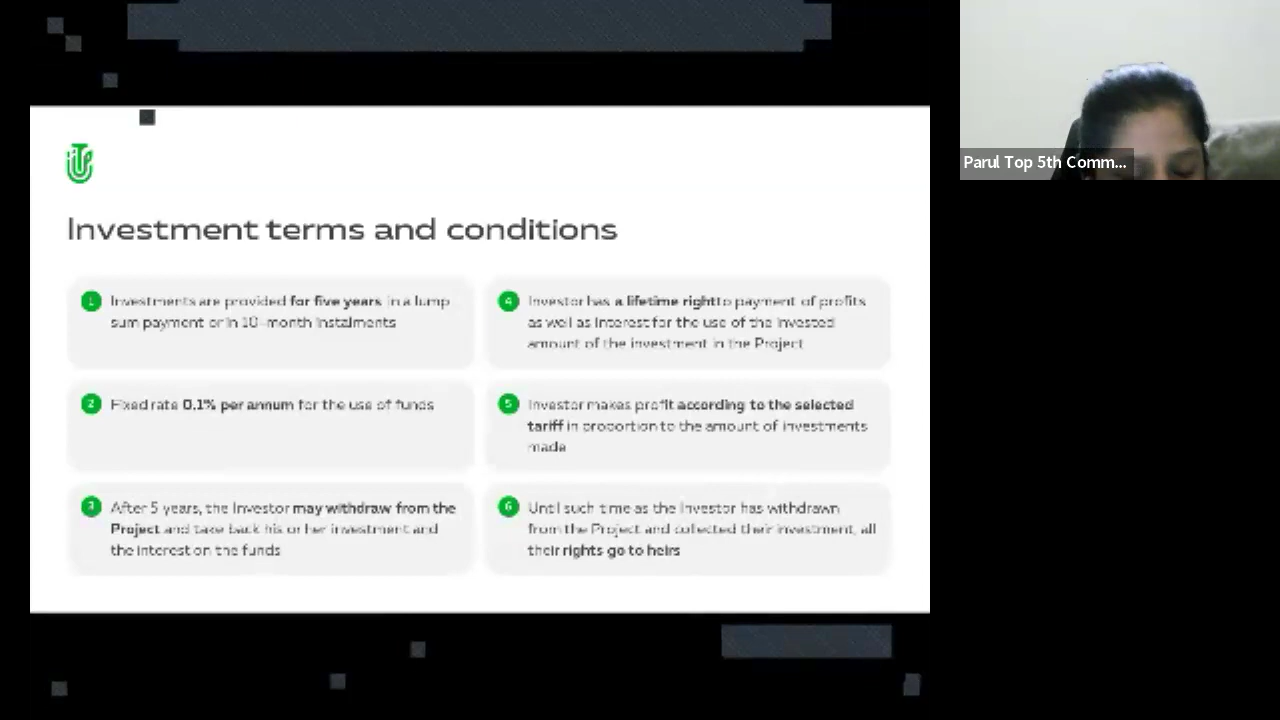 Investment terms and conditions
1
Investments are provided for five years in a lump
sum payment or in 10-month instalments
2
Fixed rate 0,1% per annum for the use of funds
3
After 5 years, the Investor may withdraw from the
Project and take back his or her investment and
the interest on the funds
4
Investor has a lifetime rightto payment of profits
as well as interest for the use of the invested
amount of the investment in the Project
5
Investor makes profit according to the selected
tariff in proportion to the amount of investments
made
6
Until such time as the Investor has withdrawn
from the Project and collected their investment, all
their rights go to heirs
Parul Top 5th Comm...